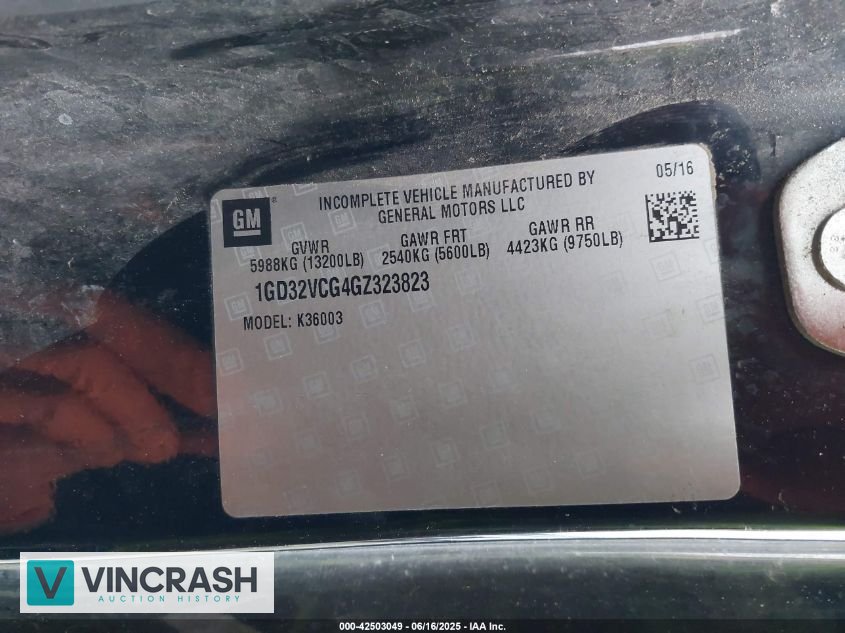 05/16
GM
®
INCOMPLETE VEHICLE MANUFACTURED BY
GENERAL MOTORS LLC
GVWR
GAWR FRT
GAWR RR
5988KG (13200LB)
2540KG (5600LB)
4423KG (9750LB)
1GD32VCG4GZ323823
MODEL: K36003
VINCRASH
AUCTION HISTORY
000-42503049 - 06/16/2025 - IAA Inc.